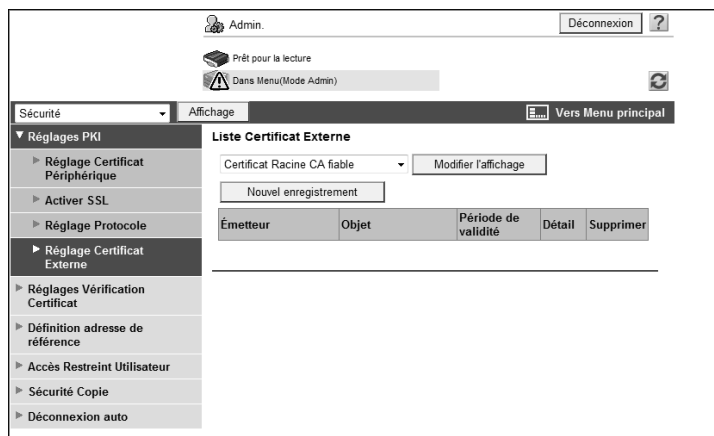 Admin.
Déconnexion
?
Prêt pour la lecture
Dans Menu(Mode Admin)
Sécurité
Affichage
Vers Menu principal
Réglages PKI
Réglage Certificat
Périphérique
Activer SSL
Réglage Protocole
Réglage Certificat
Externe
Réglages Vérification
Certificat
Définition adresse de
référence
Accès Restreint Utilisateur
Sécurité Copie
Déconnexion auto
Liste Certificat Externe
Certificat Racine CA fiable
Modifier l'affichage
Nouvel enregistrement
Émetteur
Objet
Période de
validité
Détail
Supprimer